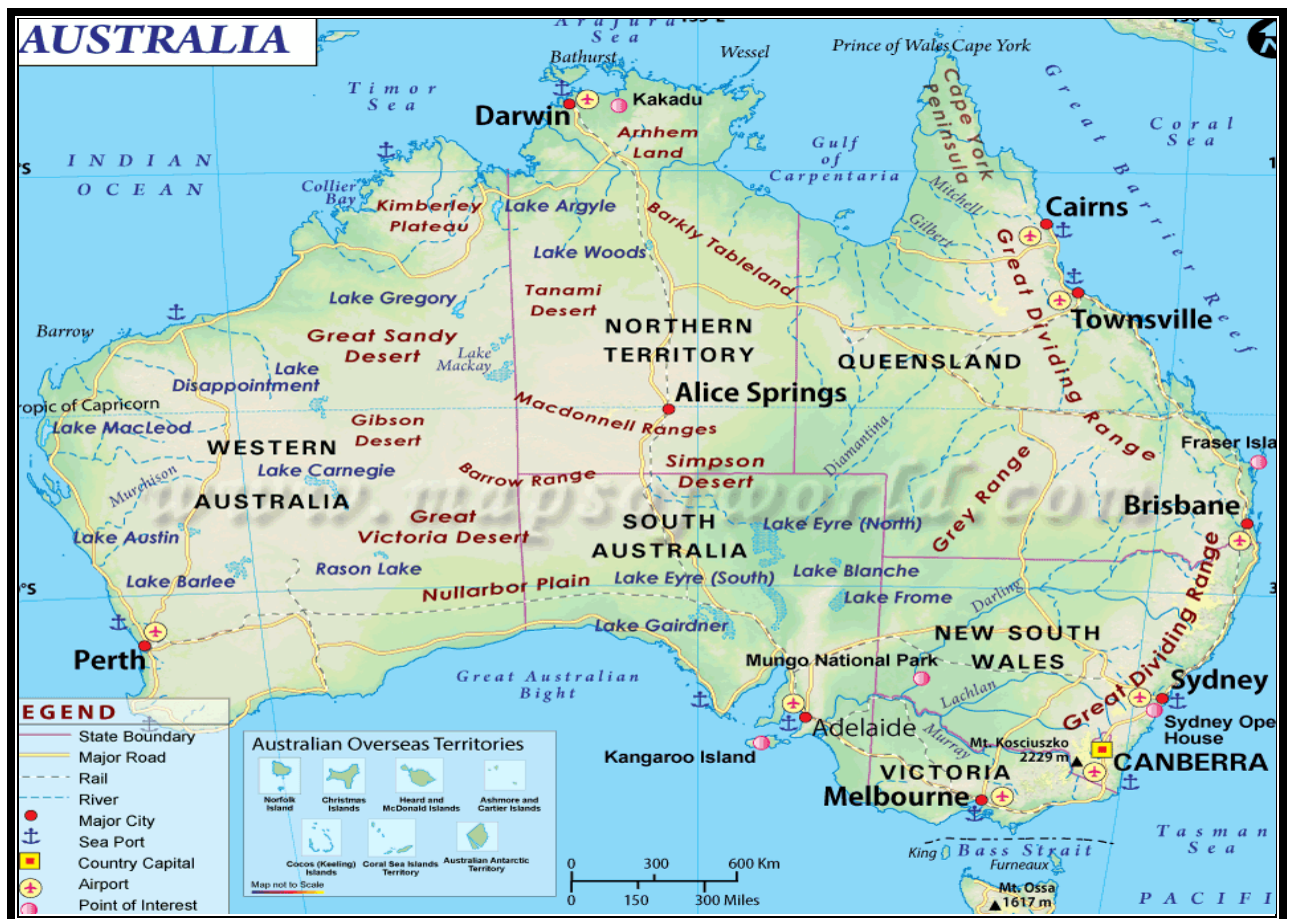 AUSTRALIA
Arafura
Sea
Bathurst
Wessel
Prince of Wales
Cape York
Timor
Sea
Darwin
Kakadu
Arnhem
Land
Cape York
Peninsula
Great Barrier Reef
Coral
Sea
INDIAN
OCEAN
Gulf
of
Carpentaria
Collier
Bay
Kimberley
Plateau
Lake Argyle
Mitchell
Cairns
Barkly Tableland
Gilbert
Lake Woods
Great Dividing Range
Lake Gregory
Tanami
Desert
Barrow
Townsville
Great Sandy
Desert
NORTHERN
TERRITORY
Lake
Mackay
QUEENSLAND
Lake
Disappointment
Alice Springs
ropic of Capricorn
Macdonnell Ranges
Lake MacLeod
Gibson
Desert
Diamantina
WESTERN
AUSTRALIA
Fraser Isla
Lake Carnegie
Barrow Range
Simpson
Desert
Murchison
Grey Range
www.mapsofworld.com
Brisbane
Great
Victoria Desert
SOUTH
AUSTRALIA
Lake Eyre (North)
Lake Austin
Rason Lake
Lake Barlee
Nullarbor Plain
Lake Eyre (South)
Lake Blanche
Lake Frome
Darling
Great Dividing Range
Lake Gairdner
NEW SOUTH
WALES
Perth
Mungo National Park
Great Australian
Bight
Lachlan
Sydney
Sydney Ope
House
Adelaide
Murray
Kangaroo Island
Mt. Kosciuszko
2229 m
CANBERRA
VICTORIA
Melbourne
EGEND
State Boundary
Major Road
Rail
River
Major City
Sea Port
Country Capital
Airport
Point of Interest
Australian Overseas Territories
Norfolk
Island
Christmas
Islands
Heard and
McDonald Islands
Ashmore and
Cartier Islands
Cocos (Keeling)
Islands
Coral Sea Islands
Territory
Australian Antarctic
Territory
Map not to Scale
0 300 600 Km
0 150 300 Miles
King
Bass Strait
Furneaux
Tasman
Sea
Mt. Ossa
1617 m
PACIFI